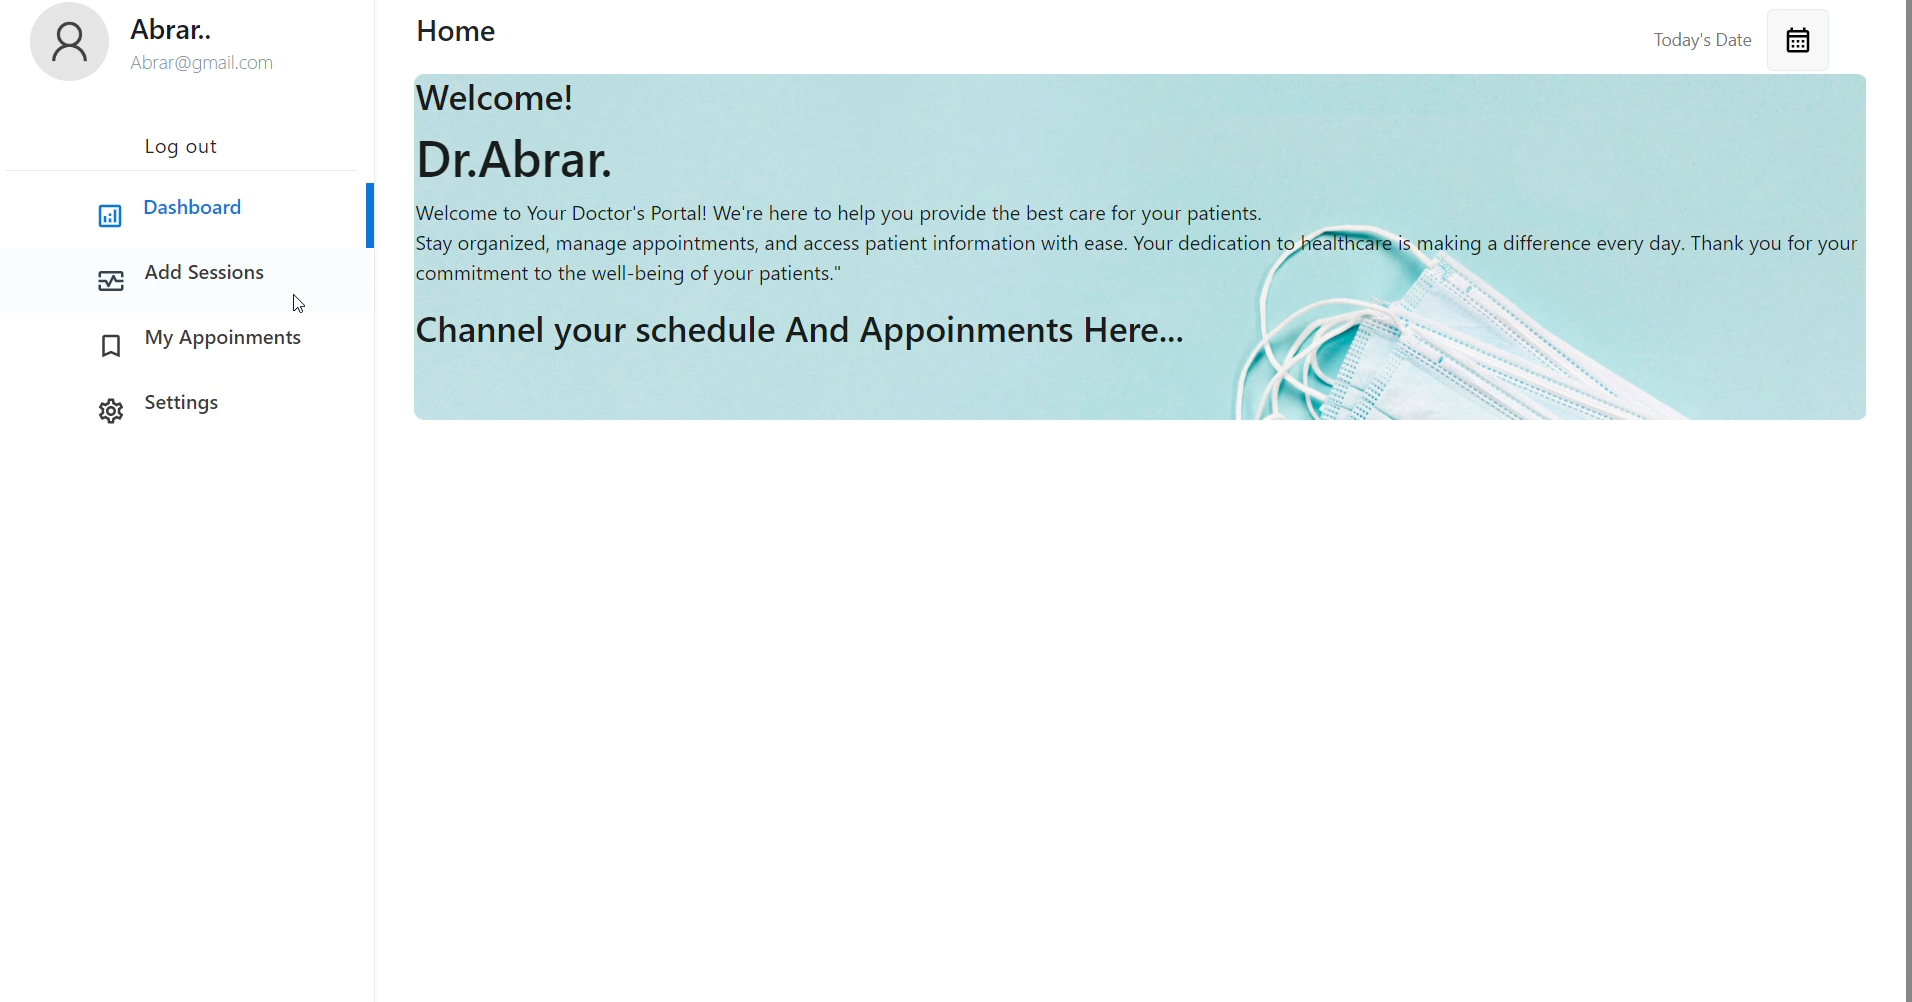 Abrar..
Abrar@gmail.com
Log out
Dashboard
Add Sessions
My Appoinments
Settings
Home
Today's Date
Welcome!
Dr.Abrar.
Welcome to Your Doctor's Portal! We're here to help you provide the best care for your patients.
Stay organized, manage appointments, and access patient information with ease. Your dedication to healthcare is making a difference every day. Thank you for your
commitment to the well-being of your patients."
Channel your schedule And Appoinments Here...